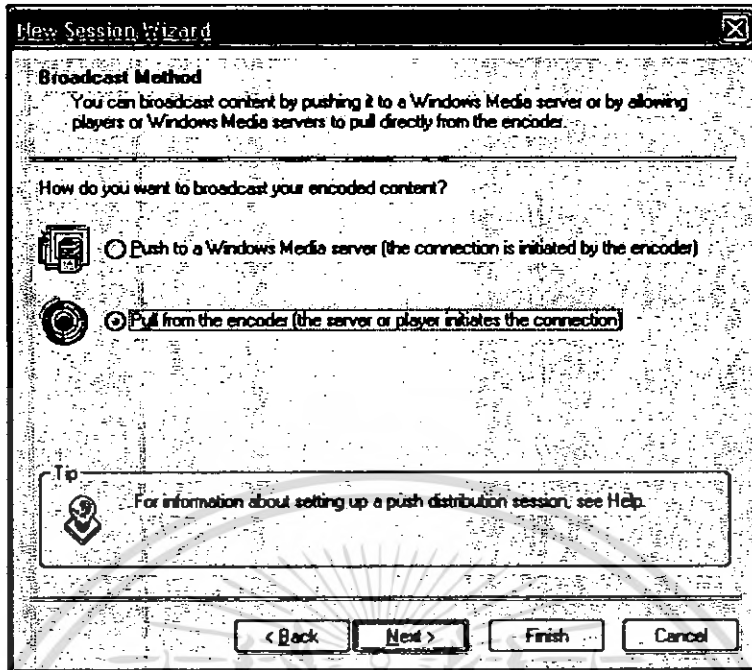 New Session Wizard
Broadcast Method
You can broadcast content by pushing it to a Windows Media server or by allowing
players or Windows Media servers to pull directly from the encoder.
How do you want to broadcast your encoded content?
Push to a Windows Media server (the connection is initiated by the encoder)
Pull from the encoder (the server or player initiates the connection)
Tip
For information about setting up a push distribution session, see Help.
< Back Next > Finish Cancel